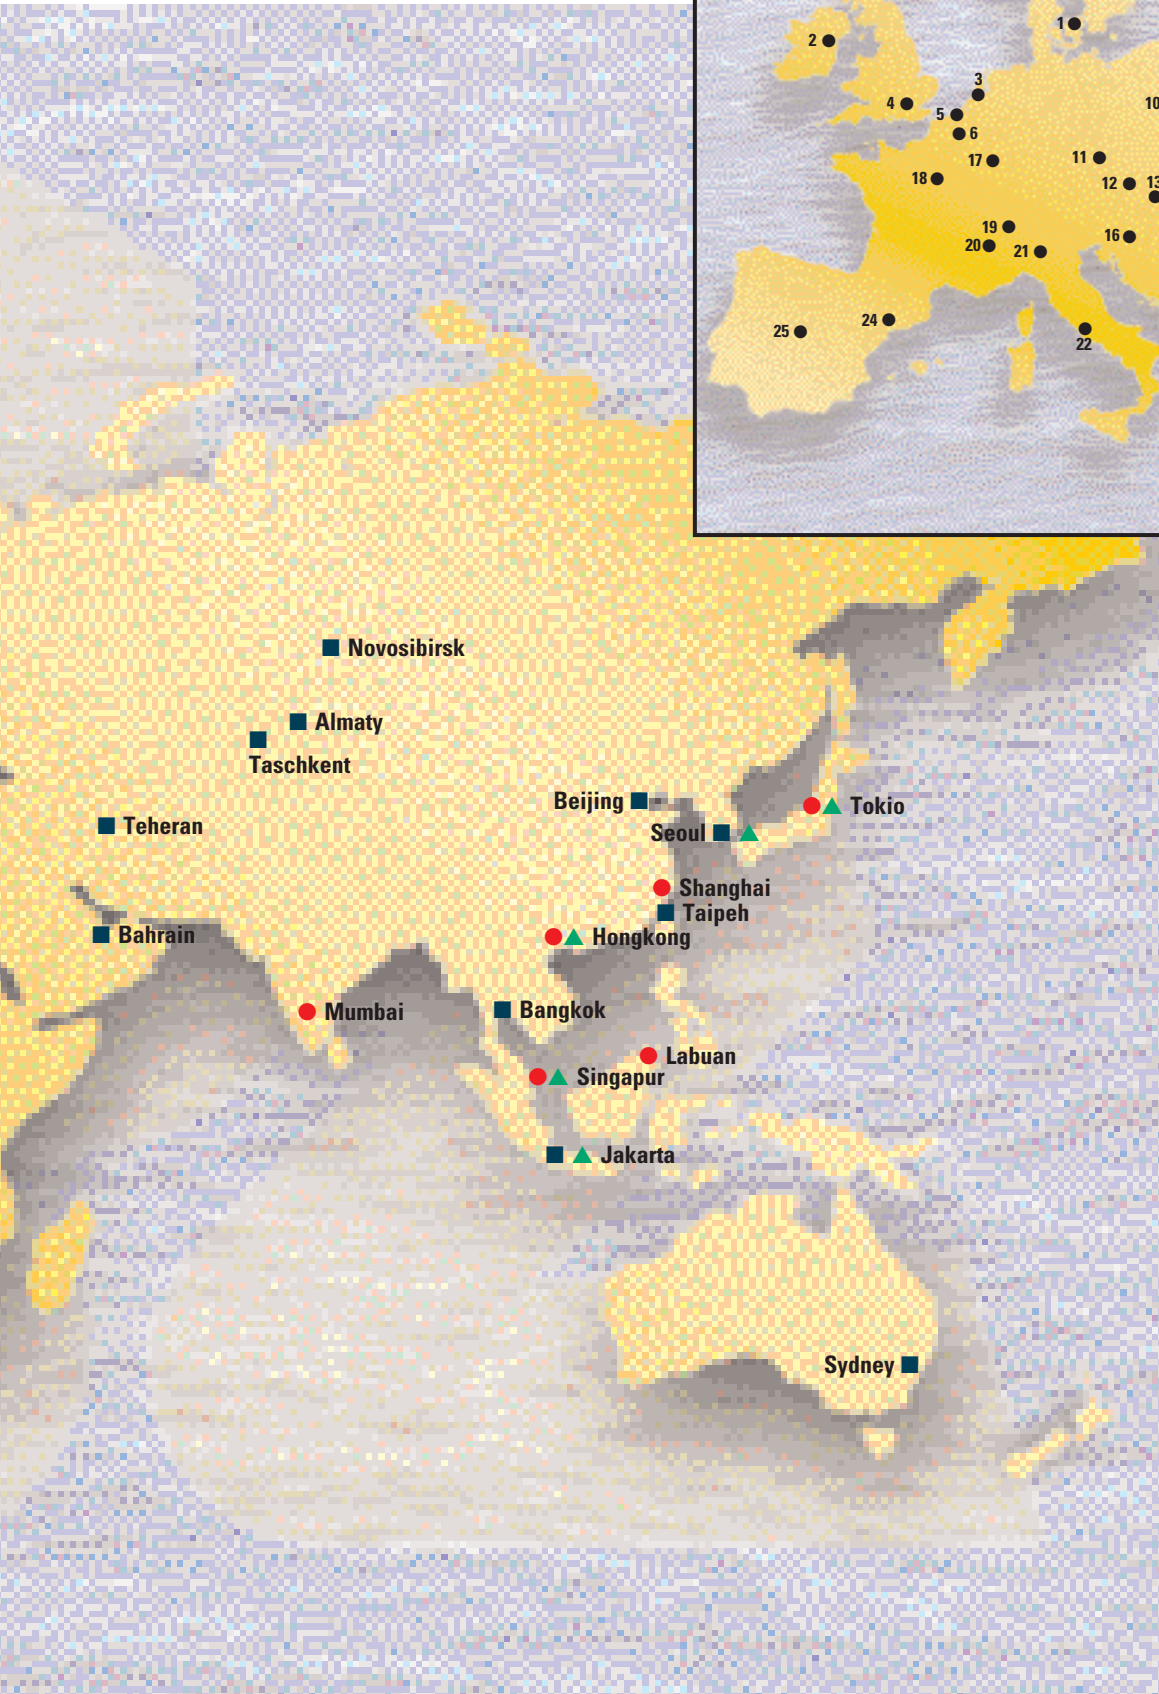 1
2
3
4
10
5
6
11
17
18
12
13
19
16
20
21
24
25
22
Novosibirsk
Almaty
Taschkent
Beijing
Tokio
Teheran
Seoul
Shanghai
Taipeh
Bahrain
Hongkong
Bangkok
Mumbai
Labuan
Singapur
Jakarta
Sydney